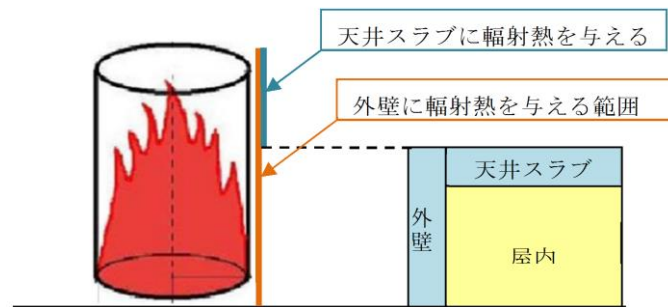 天井スラブに輻射熱を与える
外壁に輻射熱を与える範囲
天井スラブ
外壁
屋内